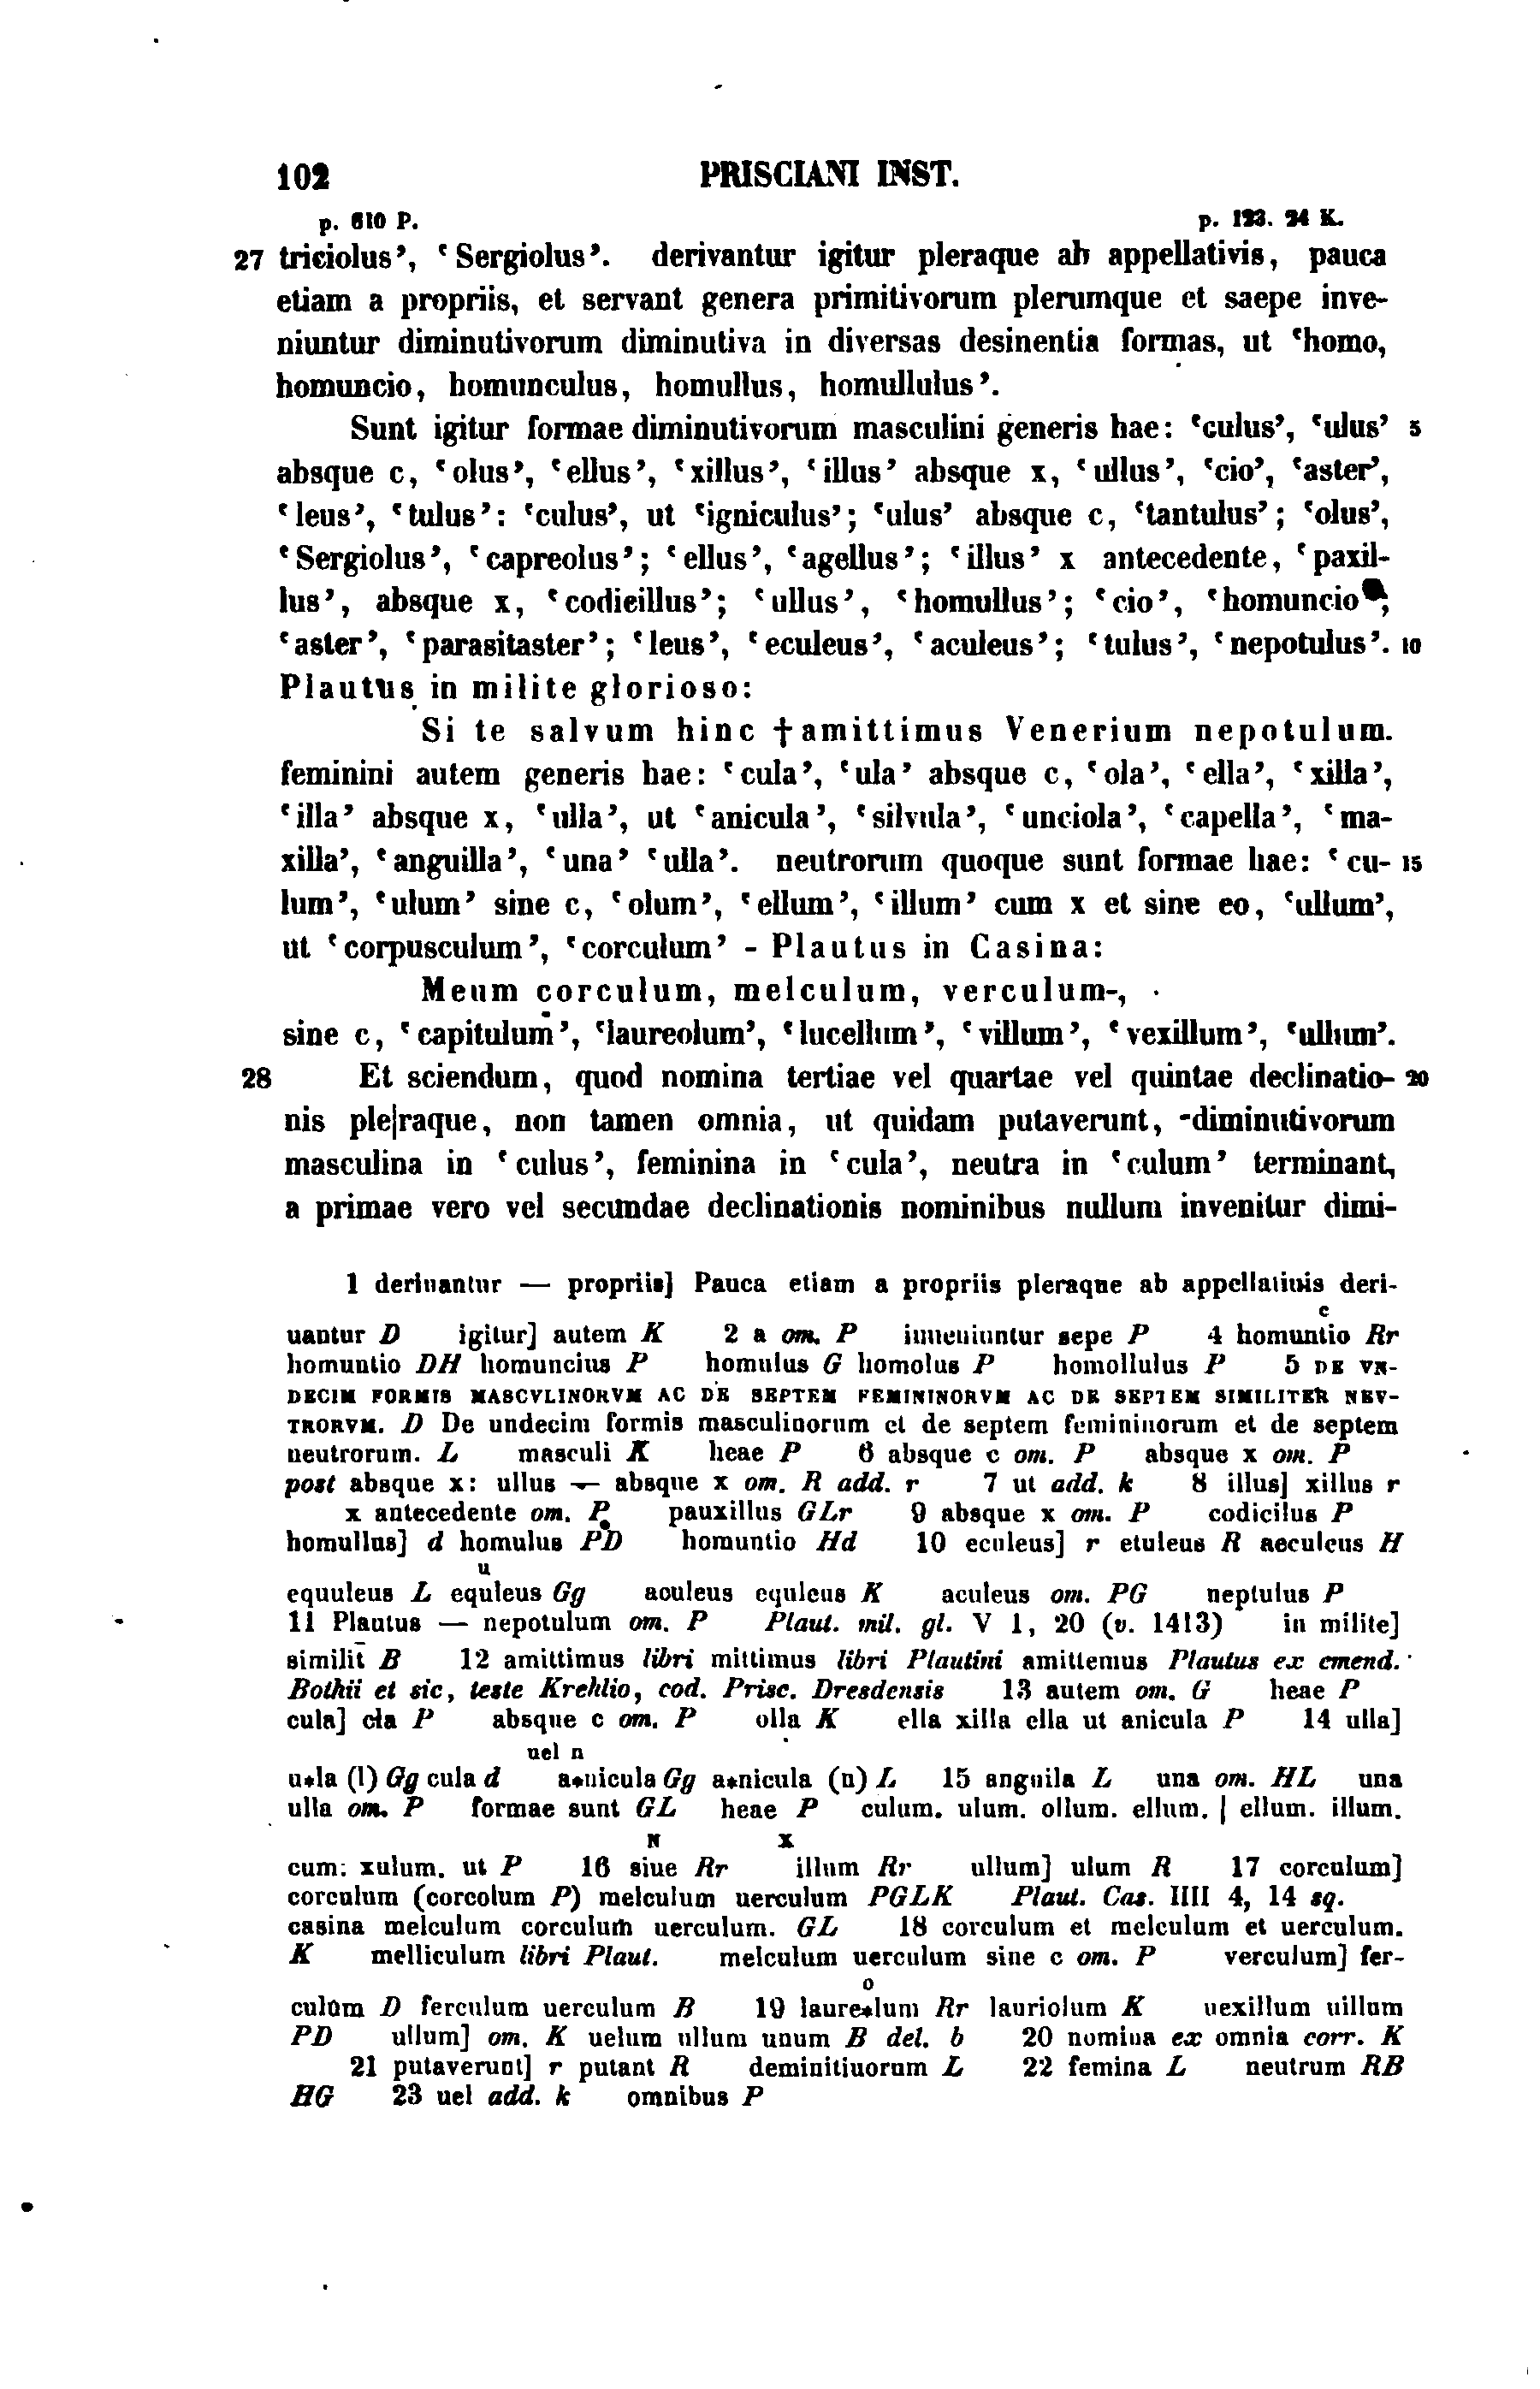 102 PRISCIANI INST.
p. 610 P. p. 123. 24 K.
27 triciolus’, ‘Sergiolus’. derivantur igitur pleraque ab appellativis, pauca
etiam a propriis, et servant genera primitivorum plerumque et saepe inve-
niuntur diminutivorum diminutiva in diversas desinentia formas, ut ‘homo,
homuncio, homunculus, homullus, homullulus’.
Sunt igitur formae diminutivorum masculini generis hae: ‘culus’, ‘ulus’ 5
absque c, ‘olus’, ‘ellus’, ‘xillus’, ‘illus’ absque x, ‘ullus’, ‘cio’, ‘aster’,
‘leus’, ‘tulus’: ‘culus’, ut ‘igniculus’; ‘ulus’ absque c, ‘tantulus’; ‘olus’,
‘Sergiolus’, ‘capreolus’; ‘ellus’, ‘agellus’; ‘illus’ x antecedente, ‘paxil-
lus’, absque x, ‘codicillus’; ‘ullus’, ‘homullus’; ‘cio’, ‘homuncio’;
‘aster’, ‘parasitaster’; ‘leus’, ‘eculeus’, ‘aculeus’; ‘tulus’, ‘nepotulus’. 10
Plautus in milite glorioso:
Si te salvum hinc †amittimus Venerium nepotulum.
feminini autem generis hae: ‘cula’, ‘ula’ absque c, ‘ola’, ‘ella’, ‘xilla’,
‘illa’ absque x, ‘ulla’, ut ‘anicula’, ‘silvula’, ‘unciola’, ‘capella’, ‘ma-
xilla’, ‘anguilla’, ‘una’ ‘ulla’. neutrorum quoque sunt formae hae: ‘cu- 15
lum’, ‘ulum’ sine c, ‘olum’, ‘ellum’, ‘illum’ cum x et sine eo, ‘ullum’,
ut ‘corpusculum’, ‘corculum’ - Plautus in Casina:
Meum corculum, melculum, verculum-,
sine c, ‘capitulum’, ‘laureolum’, ‘lucellum’, ‘villum’, ‘vexillum’, ‘ullum’.
28 Et sciendum, quod nomina tertiae vel quartae vel quintae declinatio- 20
nis ple|raque, non tamen omnia, ut quidam putaverunt, -diminutivorum
masculina in ‘culus’, feminina in ‘cula’, neutra in ‘culum’ terminant,
a primae vero vel secundae declinationis nominibus nullum invenitur dimi-
1 deriuantur — propriis] Pauca etiam a propriis pleraque ab appellatiuis deri-
c
uantur D igitur] autem K 2 a om. P inueniuntur sepe P 4 homuntio Rr
homuntio DH homuncius P homulus G homolus P homollulus P 5 DE VN-
DECIM FORMIS MASCVLINORVM AC DE SEPTEM FEMININORVM AC DE SEPTEM SIMILITER NEV-
TRORVM. D De undecim formis masculinorum et de septem femininorum et de septem
neutrorum. L masculi K heae P 6 absque c om. P absque x om. P
post absque x: ullus — absque x om. R add. r 7 ut add. k 8 illus] xillus r
x antecedente om. P pauxillus GLr 9 absque x om. P codicilus P
homullus] d homulus PD homuntio Hd 10 eculeus] r etuleus R aeculeus H
u
equuleus L equleus Gg aculeus equleus K aculeus om. PG neptulus P
11 Plautus — nepotulum om. P Plaut. mil. gl. V 1, 20 (v. 1413) in milite]
similit̄ B 12 amittimus libri mittimus libri Plautini amittemus Plautus ex emend.
Bothii et sic, teste Krehlio, cod. Prisc. Dresdensis 13 autem om. G heae P
cula] cla P absque c om. P olla K ella xilla ella ut anicula P 14 ulla]
uel n
u*la (l) Gg cula d a*nicula Gg a*nicula (n) L 15 anguila L una om. HL una
ulla om. P formae sunt GL heae P culum. ulum. ollum. ellum. | ellum. illum.
N X
cum: xulum. ut P 16 siue Rr illum Rr ullum] ulum R 17 corculum]
corculum (corcolum P) melculum uerculum PGLK Plaut. Cas. IIII 4, 14 sq.
casina melculum corculum uerculum. GL 18 corculum et melculum et uerculum.
K melliculum libri Plaut. melculum uerculum sine c om. P verculum] fer-
o
culum D ferculum uerculum B 19 laure*lum Rr lauriolum K uexillum uillum
PD ullum] om. K uelum ullum unum B del. b 20 nomina ex omnia corr. K
21 putaverunt] r putant R deminitiuorum L 22 femina L neutrum RB
HG 23 uel add. k omnibus P